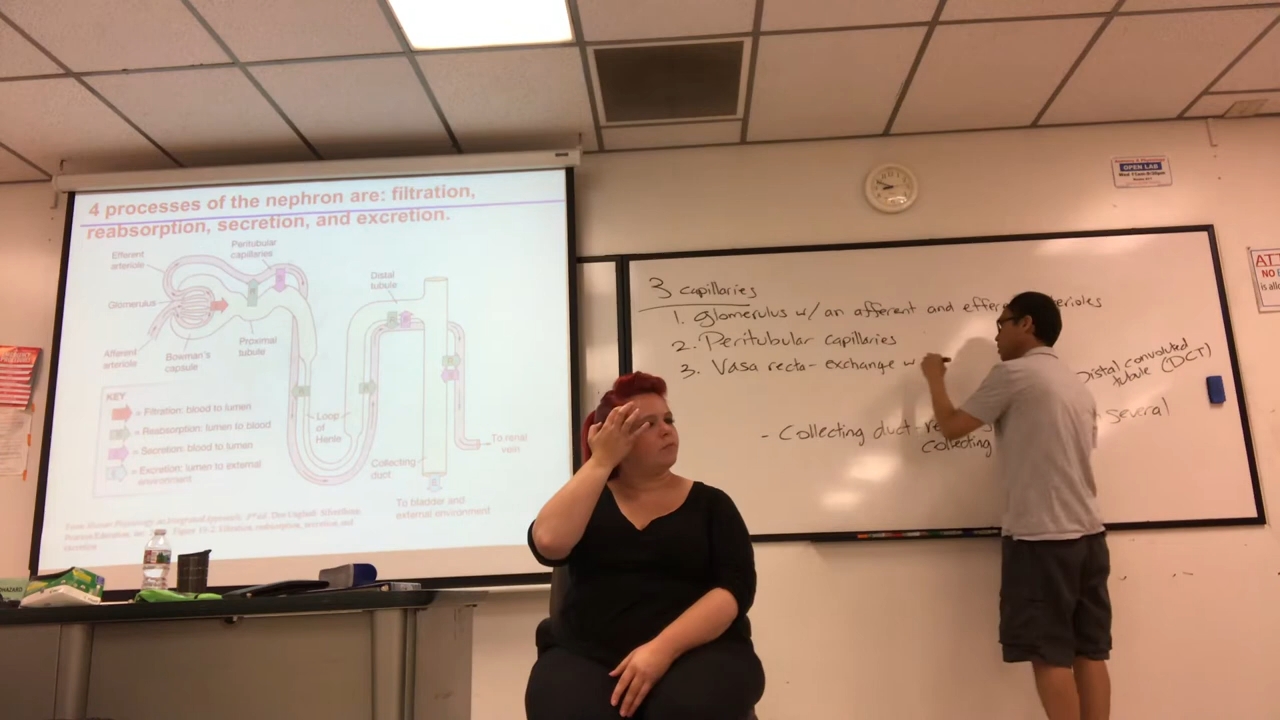 4 processes of the nephron are: filtration,
reabsorption, secretion, and excretion.
Efferent
arteriole
Peritubular
capillaries
Glomerulus
Distal
tubule
Afferent
arteriole
Bowman's
capsule
Proximal
tubule
KEY
= Filtration: blood to lumen
= Reabsorption: lumen to blood
= Secretion: blood to lumen
= Excretion: lumen to external
environment
Loop
of
Henle
Collecting
duct
To renal
vein
To bladder and
external environment
3 capillaries
1. glomerulus w/ an afferent and arterioles
2. Peritubular capillaries
3. Vasa recta - exchange w
Distal convoluted
tubule (DCT)
several
- Collecting duct -
collecting
OPEN LAB